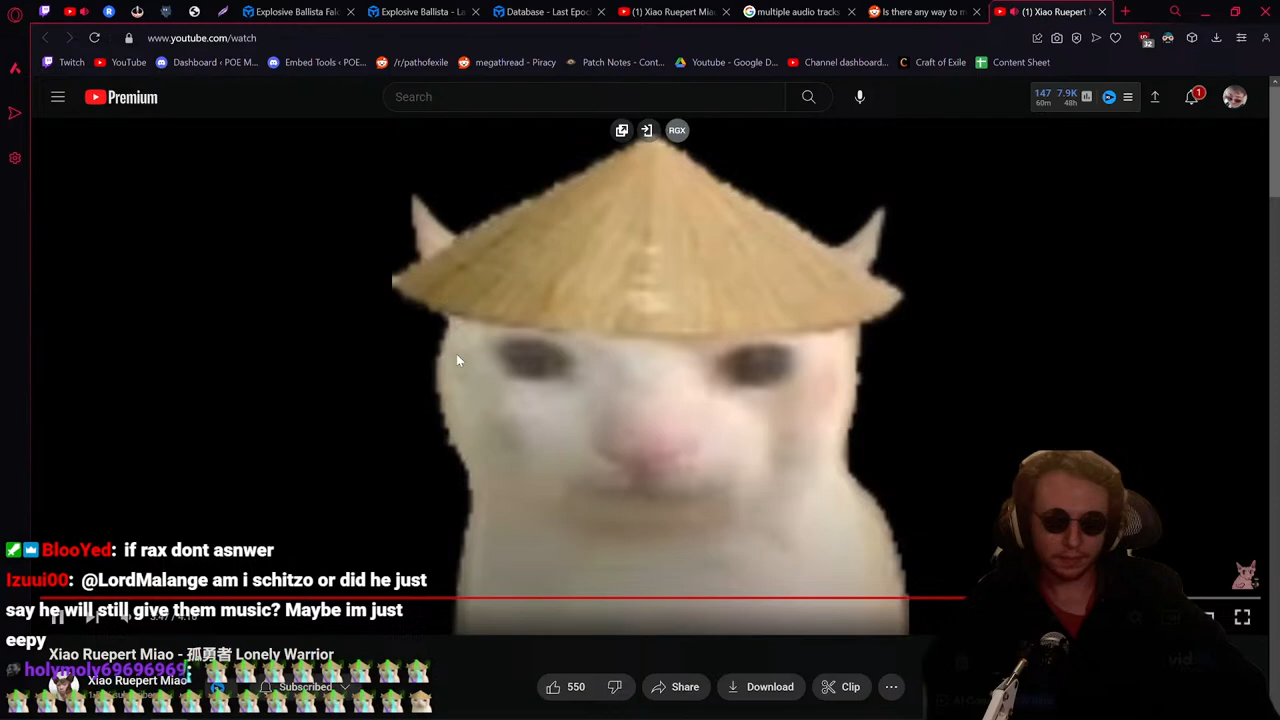 Explosive Ballista Falc
Explosive Ballista - La
Database - Last Epoc
(1) Xiao Ruepert Mia
multiple audio tracks
Is there any way to m
(1) Xiao Ruepert
www.youtube.com/watch
32
Twitch
YouTube
Dashboard ‹ POE M...
Embed Tools ‹ POE...
/r/pathofexile
megathread - Piracy
Patch Notes - Cont...
Youtube - Google D...
Channel dashboard...
Craft of Exile
Content Sheet
Premium
Search
147 7.9K
60m 48h
1
RGX
BlooYed: if rax dont asnwer
Izuui00: @LordMalange am i schitzo or did he just
say he will still give them music? Maybe im just
eepy
Xiao Ruepert Miao - 孤勇者 Lonely Warrior
holymoly69696969:
Xiao Ruepert Miao
Subscribed
550
Share
Download
Clip